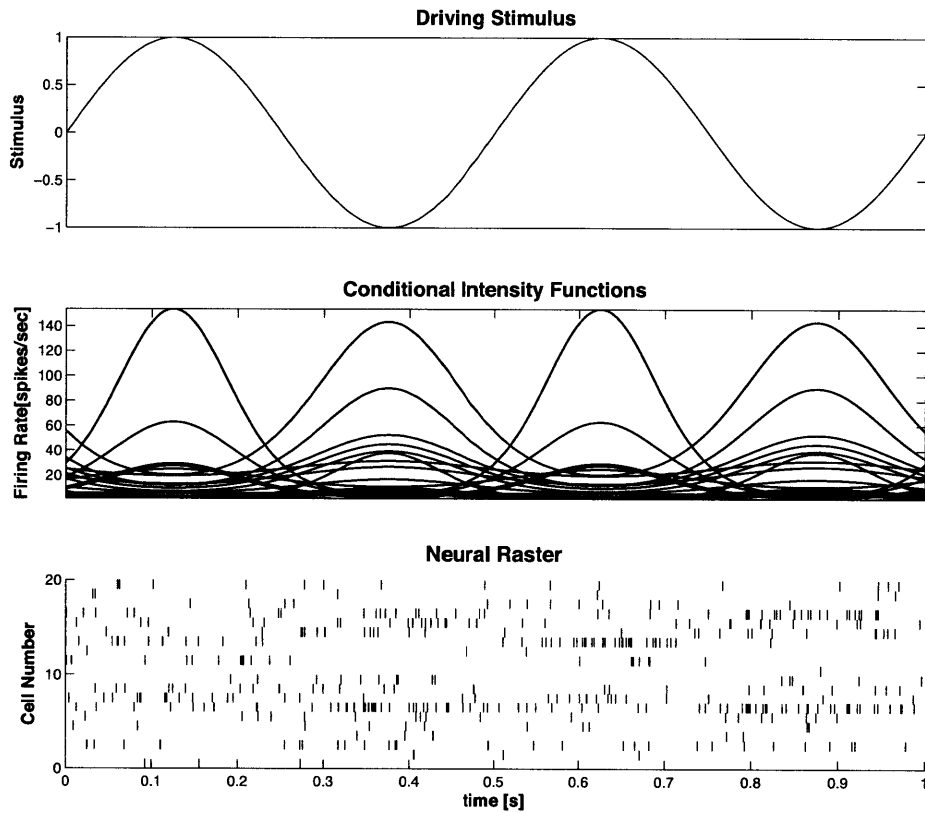 Driving Stimulus
1
0.5
0
−0.5
−1
Stimulus
Conditional Intensity Functions
140
120
100
80
60
40
20
Firing Rate[spikes/sec]
Neural Raster
20
10
0
Cell Number
0 0.1 0.2 0.3 0.4 0.5 0.6 0.7 0.8 0.9 1
time [s]